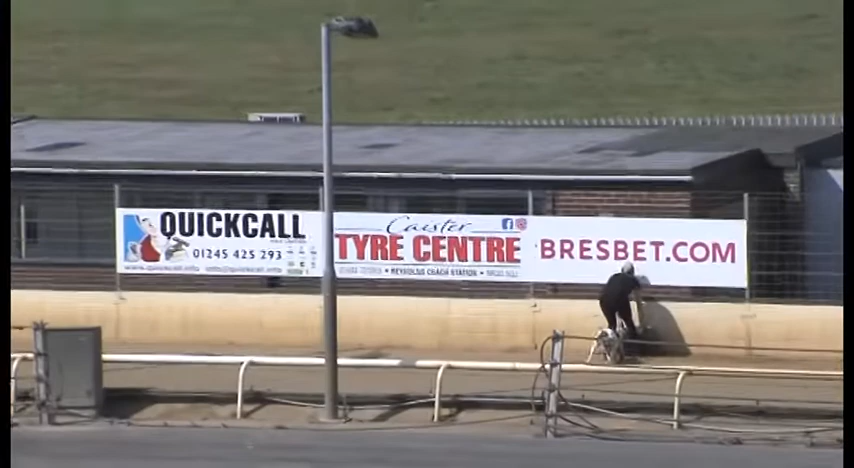 QUICKCALL
01245 425 293
www.quickcall.info
Caister
TYRE CENTRE
• REYNOLDS COACH STATION •
BRESBET.COM